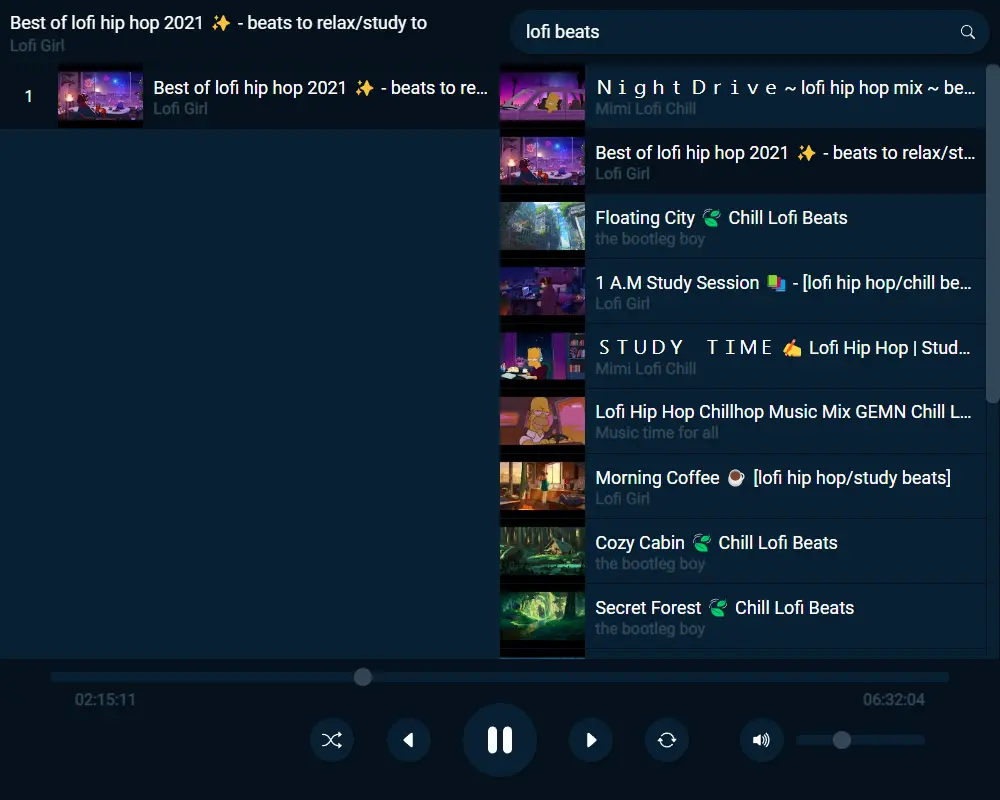 Best of lofi hip hop 2021 ✨ - beats to relax/study to
Lofi Girl
lofi beats
1
Best of lofi hip hop 2021 ✨ - beats to re...
Lofi Girl
Ｎｉｇｈｔ Ｄｒｉｖｅ ~ lofi hip hop mix ~ be...
Mimi Lofi Chill
Best of lofi hip hop 2021 ✨ - beats to relax/st...
Lofi Girl
Floating City 🍃 Chill Lofi Beats
the bootleg boy
1 A.M Study Session 📚 - [lofi hip hop/chill be...
Lofi Girl
ＳＴＵＤＹ　ＴＩＭＥ ✍️ Lofi Hip Hop | Stud...
Mimi Lofi Chill
Lofi Hip Hop Chillhop Music Mix GEMN Chill L...
Music time for all
Morning Coffee ☕ [lofi hip hop/study beats]
Lofi Girl
Cozy Cabin 🍃 Chill Lofi Beats
the bootleg boy
Secret Forest 🍃 Chill Lofi Beats
the bootleg boy
02:15:11
06:32:04